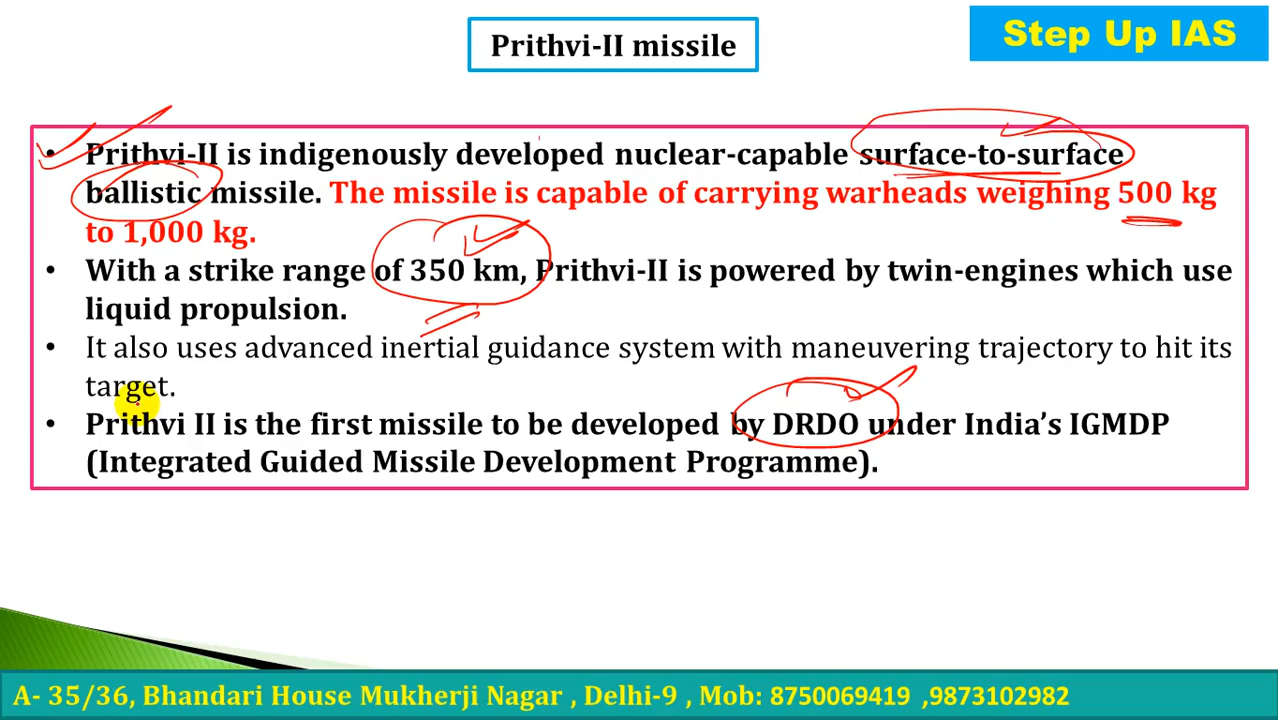 Prithvi-II missile
Step Up IAS
• Prithvi-II is indigenously developed nuclear-capable surface-to-surface
ballistic missile. The missile is capable of carrying warheads weighing 500 kg
to 1,000 kg.
• With a strike range of 350 km, Prithvi-II is powered by twin-engines which use
liquid propulsion.
• It also uses advanced inertial guidance system with maneuvering trajectory to hit its
target.
• Prithvi II is the first missile to be developed by DRDO under India’s IGMDP
(Integrated Guided Missile Development Programme).
A- 35/36, Bhandari House Mukherji Nagar , Delhi-9 , Mob: 8750069419 ,9873102982